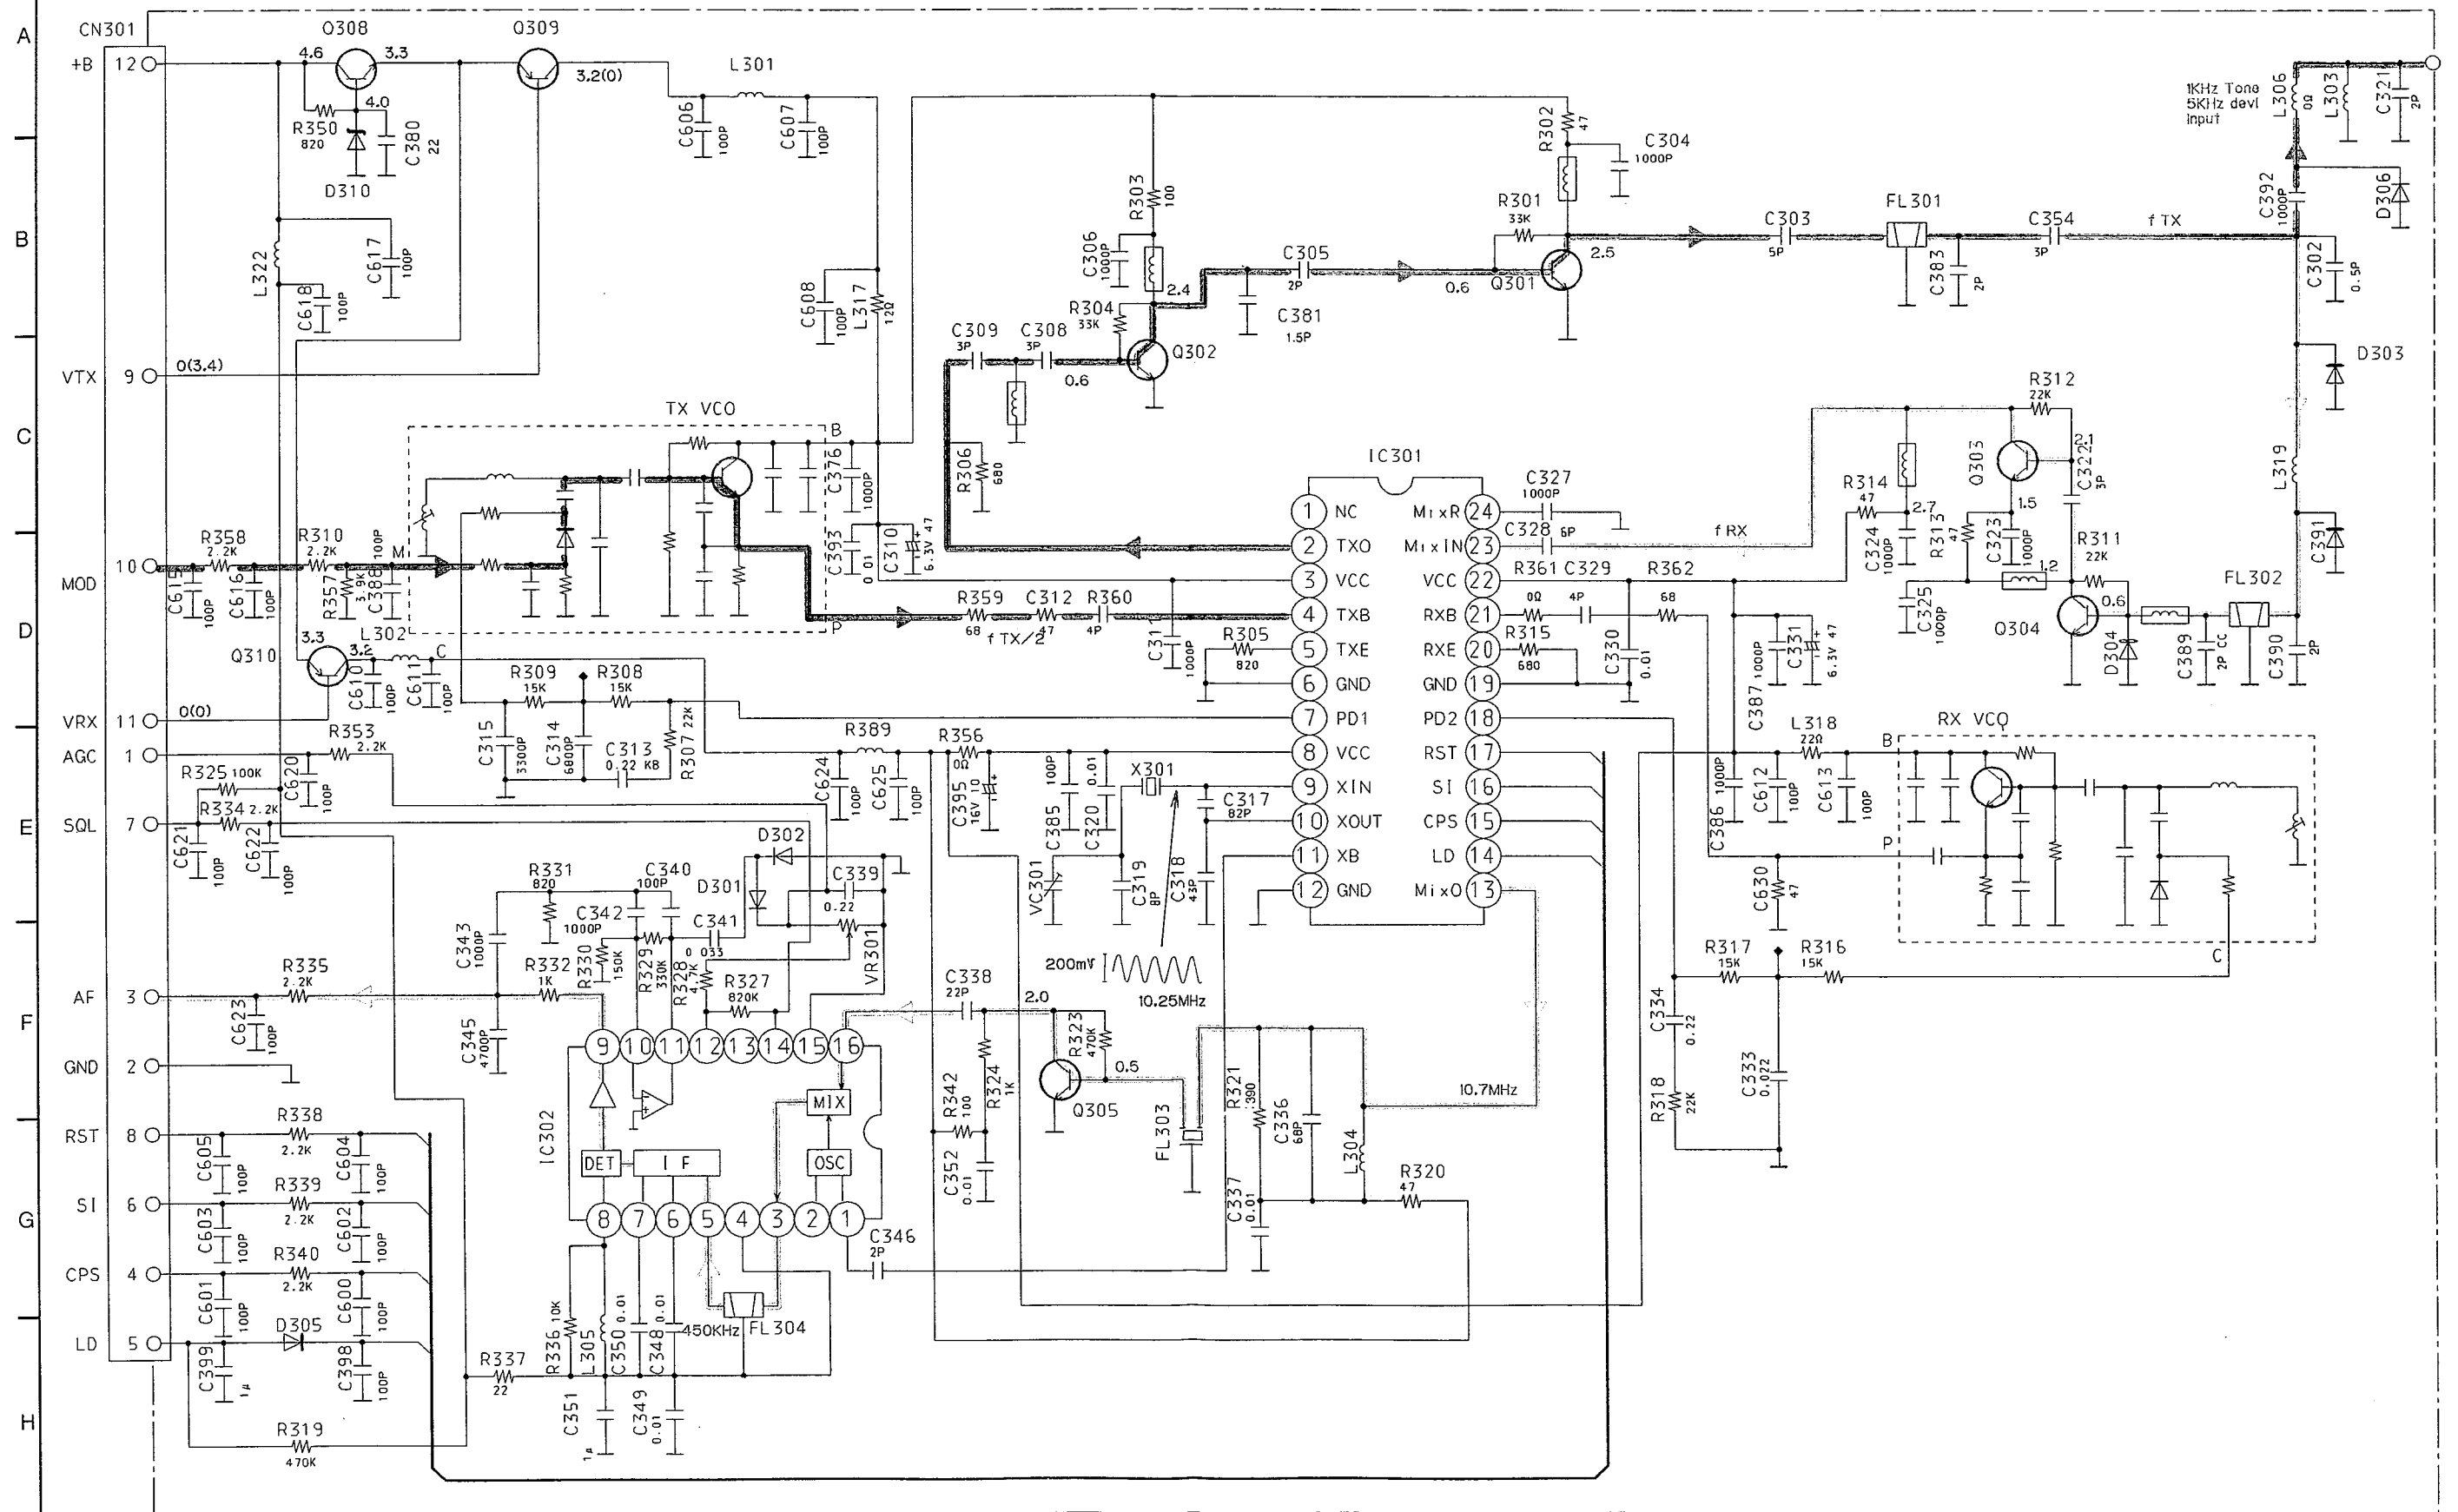 A
B
C
D
E
F
G
H
CN301
+B 12
VTX 9 0(3.4)
MOD 10
VRX 11 0(0)
AGC 1
SQL 7
AF 3
GND 2
RST 8
SI 6
CPS 4
LD 5
Q308
4.6
3.3
4.0
R350
820
D310
C380
22
Q309
3.2(0)
L301
C606
100P
C607
100P
L322
C617
100P
C618
100P
C608
100P
L317
12Ω
R303
100
C306
1000P
2.4
R304
33K
C309
3P
C308
3P
0.6
Q302
C305
2P
C381
1.5P
0.6
Q301
2.5
R301
33K
R302
47
C304
1000P
C303
5P
FL301
C383
2P
C354
3P
f TX
1KHz Tone
5KHz devi
input
L306
0Ω
L303
C321
2P
C392
1000P
D306
C302
0.5P
D303
L319
C391
TX VCO
B
M
P
C376
1000P
R306
680
C393
0.01
C310
6.3V 47
R358
2.2K
R310
2.2K
C615
100P
C616
100P
R357
3.9K
C388
100P
R359
68
C312
47
R360
4P
f TX/2
C311
1000P
R305
820
Q310
3.3
3.2
L302
C
C610
100P
C611
100P
R309
15K
R308
15K
C315
3300P
C314
6800P
C313
0.22 KB
R307
22K
R389
R356
0Ω
C624
100P
C625
100P
C395
16V 10
C385
100P
C320
0.01
X301
C317
82P
VC301
C319
8P
C318
43P
200mV
10.25MHz
IC301
1 NC
2 TXO
3 VCC
4 TXB
5 TXE
6 GND
7 PD1
8 VCC
9 XIN
10 XOUT
11 XB
12 GND
MixR 24
MixIN 23
VCC 22
RXB 21
RXE 20
GND 19
PD2 18
RST 17
SI 16
CPS 15
LD 14
MixO 13
C327
1000P
C328
6P
f RX
R361
0Ω
C329
4P
R362
68
R315
680
C330
0.01
R314
47
C324
1000P
2.7
R313
47
Q303
1.5
C323
1000P
R312
22K
2.1
C322
3P
R311
22K
1.2
C325
1000P
Q304
0.6
D304
C389
2P CC
FL302
C390
2P
C387
1000P
C331
6.3V 47
L318
22Ω
C386
1000P
C612
100P
C613
100P
RX VCO
B
P
C
C630
47
R317
15K
R316
15K
C334
0.22
R318
22K
C333
0.022
R353
2.2K
R325 100K
C620
100P
R334 2.2K
C621
100P
C622
100P
R331
820
C342
1000P
C340
100P
D301
D302
C339
0.22
C341
0.033
VR301
C343
1000P
R332
1K
R330
150K
R329
330K
R328
4.7K
R327
820K
R335
2.2K
C623
100P
C345
4700P
9 10 11 12 13 14 15 16
IC302
MIX
DET
IF
OSC
8 7 6 5 4 3 2 1
C338
22P
2.0
R342
100
R324
1K
R323
470K
0.5
Q305
C352
0.01
FL303
R321
390
C336
68P
L304
10.7MHz
R320
47
C337
0.01
C346
2P
R338
2.2K
C605
100P
C604
100P
R339
2.2K
C603
100P
C602
100P
R340
2.2K
C601
100P
C600
100P
D305
C399
1μ
C398
100P
R319
470K
R337
22
R336
10K
L305
C350
0.01
C348
0.01
450KHz
FL304
C351
1μ
C349
0.01